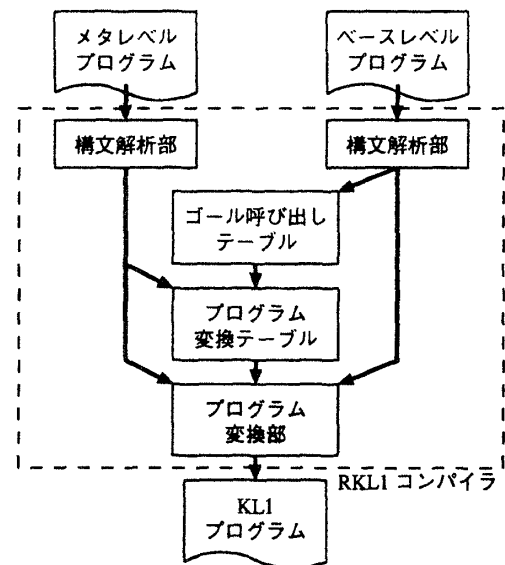 メタレベル
プログラム
ベースレベル
プログラム
構文解析部
構文解析部
ゴール呼び出し
テーブル
プログラム
変換テーブル
プログラム
変換部
RKL1 コンパイラ
KL1
プログラム